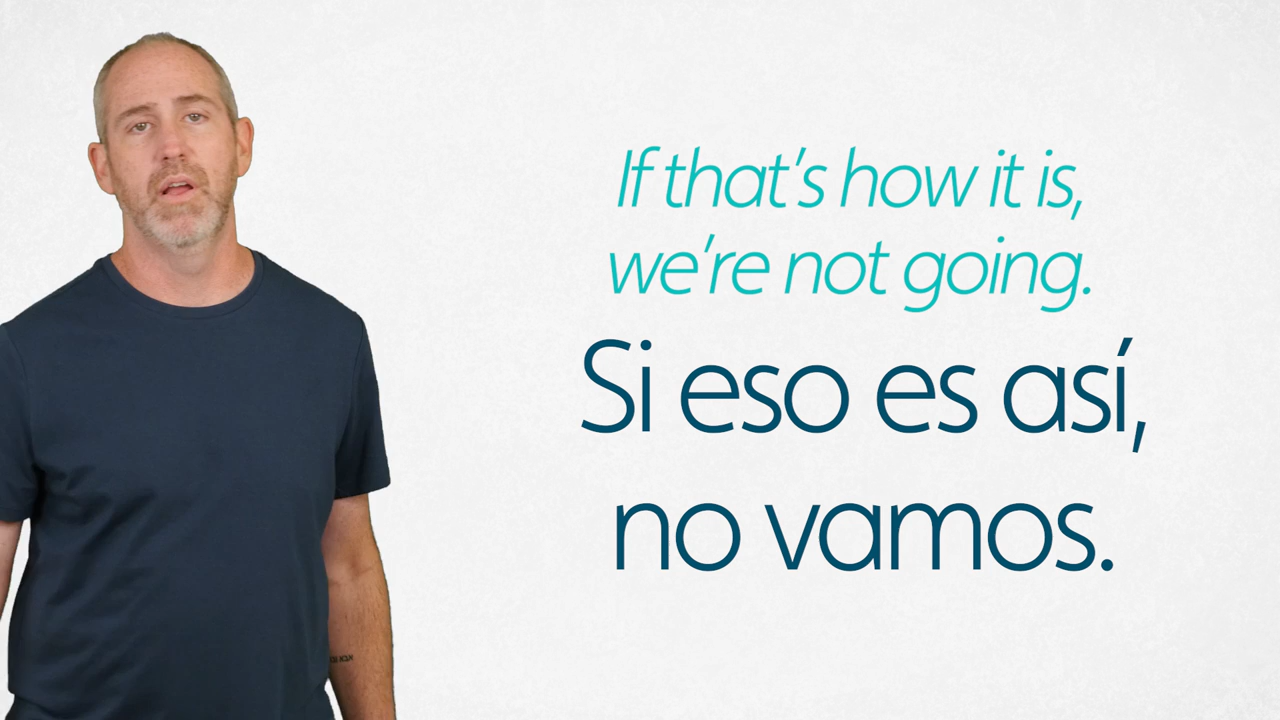 If that's how it is,
we're not going.
Si eso es así,
no vamos.